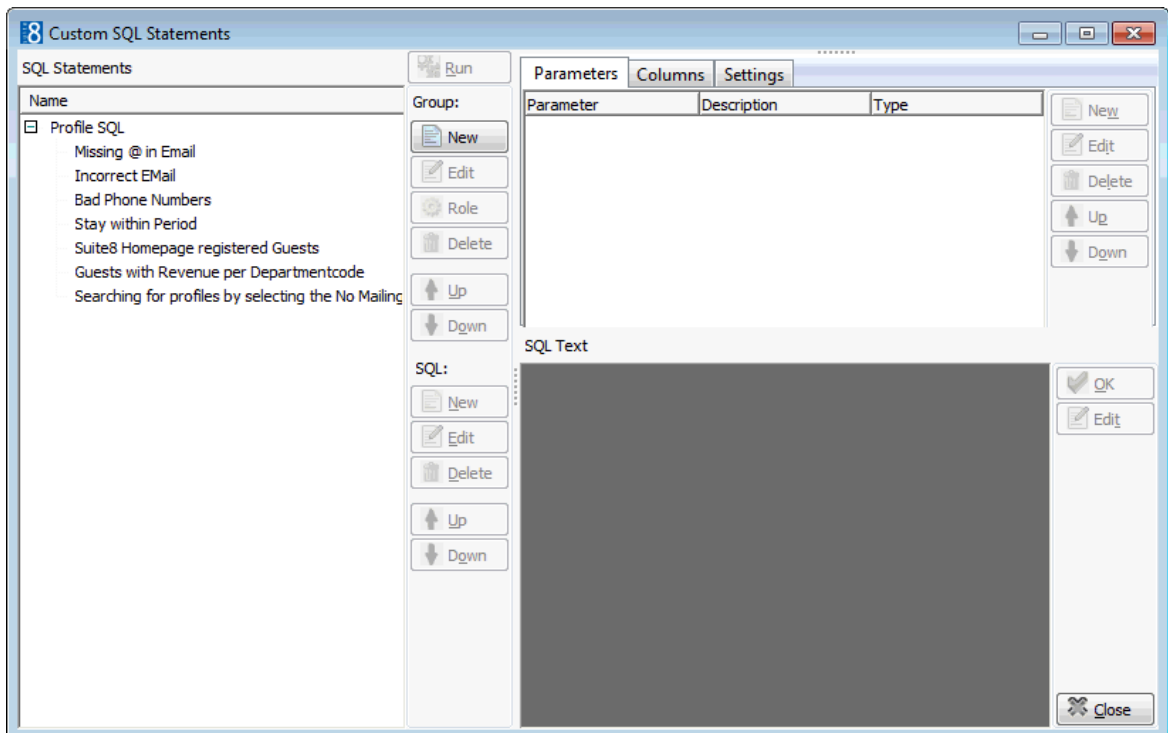 8 Custom SQL Statements
SQL Statements
Name
Profile SQL
Missing @ in Email
Incorrect EMail
Bad Phone Numbers
Stay within Period
Suite8 Homepage registered Guests
Guests with Revenue per Departmentcode
Searching for profiles by selecting the No Mailing
Run
Group:
New
Edit
Role
Delete
Up
Down
SQL:
New
Edit
Delete
Up
Down
Parameters Columns Settings
Parameter Description Type
New
Edit
Delete
Up
Down
SQL Text
OK
Edit
Close